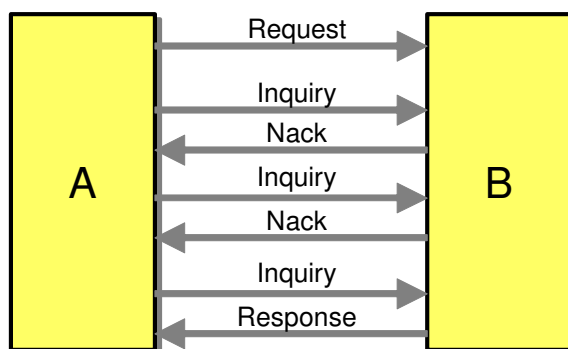 Request
Inquiry
Nack
A
Inquiry
B
Nack
Inquiry
Response